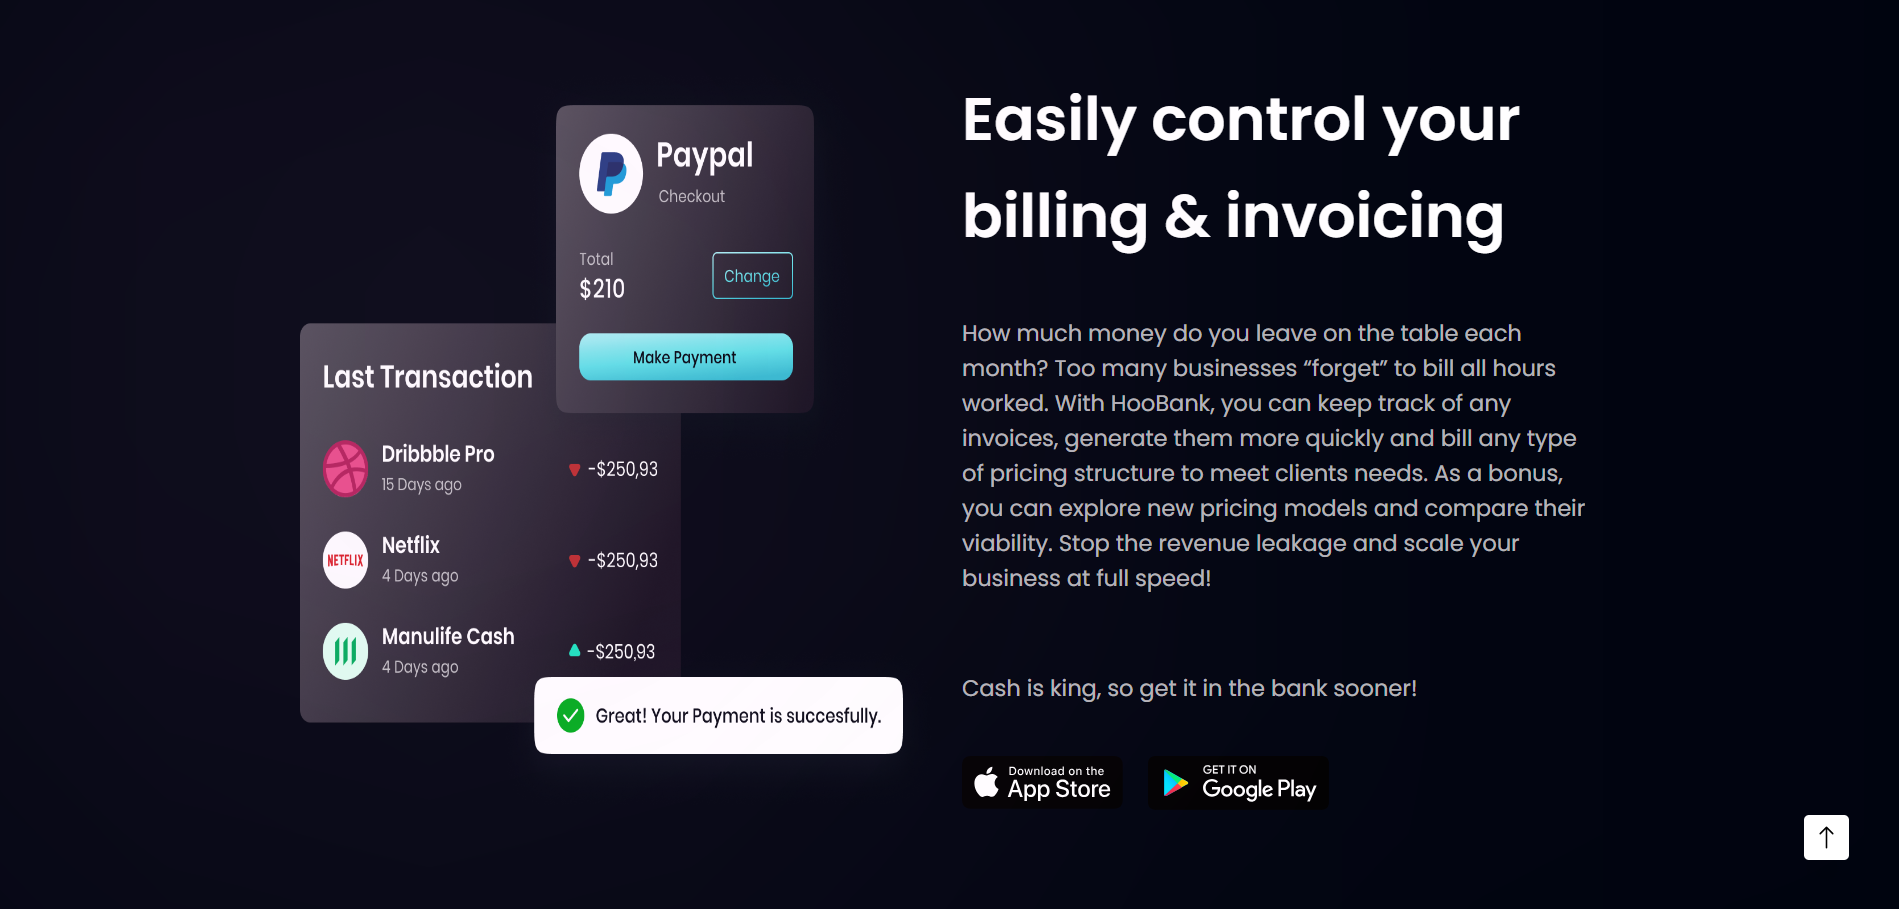 Paypal
Checkout
Total
$210
Change
Make Payment
Last Transaction
Dribbble Pro
15 Days ago
-$250,93
NETFLIX
Netflix
4 Days ago
-$250,93
Manulife Cash
4 Days ago
-$250,93
Great! Your Payment is succesfully.
Easily control your
billing & invoicing
How much money do you leave on the table each
month? Too many businesses “forget” to bill all hours
worked. With HooBank, you can keep track of any
invoices, generate them more quickly and bill any type
of pricing structure to meet clients needs. As a bonus,
you can explore new pricing models and compare their
viability. Stop the revenue leakage and scale your
business at full speed!
Cash is king, so get it in the bank sooner!
Download on the
App Store
GET IT ON
Google Play